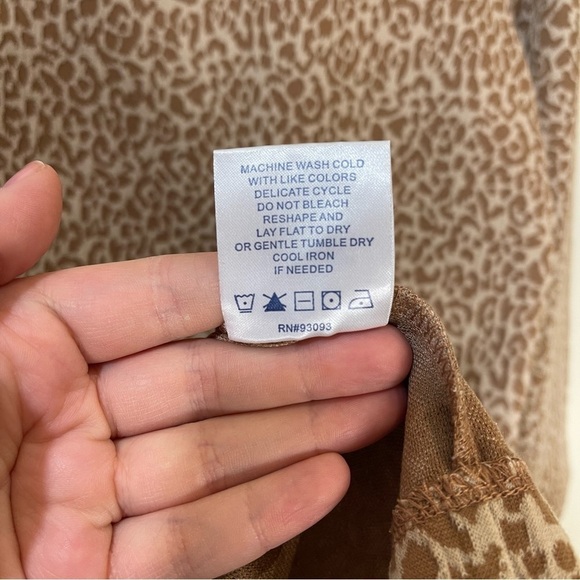 MACHINE WASH COLD
WITH LIKE COLORS
DELICATE CYCLE
DO NOT BLEACH
RESHAPE AND
LAY FLAT TO DRY
OR GENTLE TUMBLE DRY
COOL IRON
IF NEEDED
RN#93093